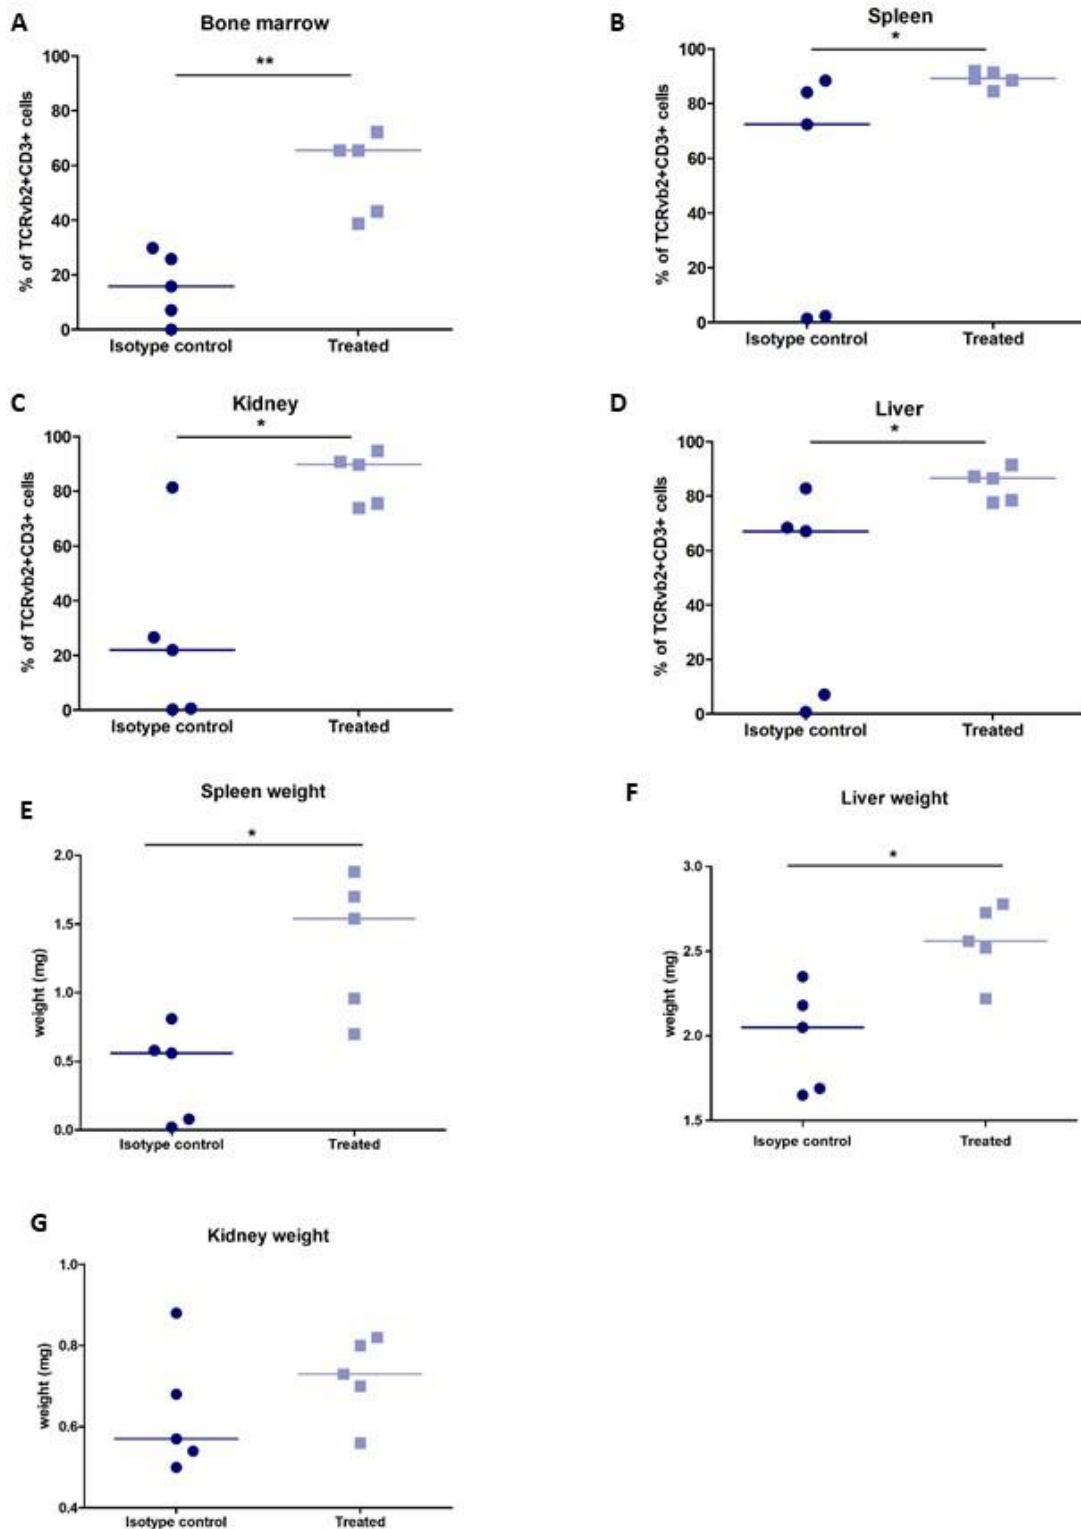 A
Bone marrow
**
100
80
60
40
20
0
% of TCRvb2+CD3+ cells
Isotype control
Treated
B
Spleen
*
100
80
60
40
20
0
% of TCRvb2+CD3+ cells
Isotype control
Treated
C
Kidney
*
100
80
60
40
20
0
% of TCRvb2+CD3+ cells
Isotype control
Treated
D
Liver
*
100
80
60
40
20
0
% of TCRvb2+CD3+ cells
Isotype control
Treated
E
Spleen weight
*
2.0
1.5
1.0
0.5
0.0
weight (mg)
Isotype control
Treated
F
Liver weight
*
3.0
2.5
2.0
1.5
weight (mg)
Isoype control
Treated
G
Kidney weight
1.0
0.8
0.6
0.4
weight (mg)
Isotype control
Treated